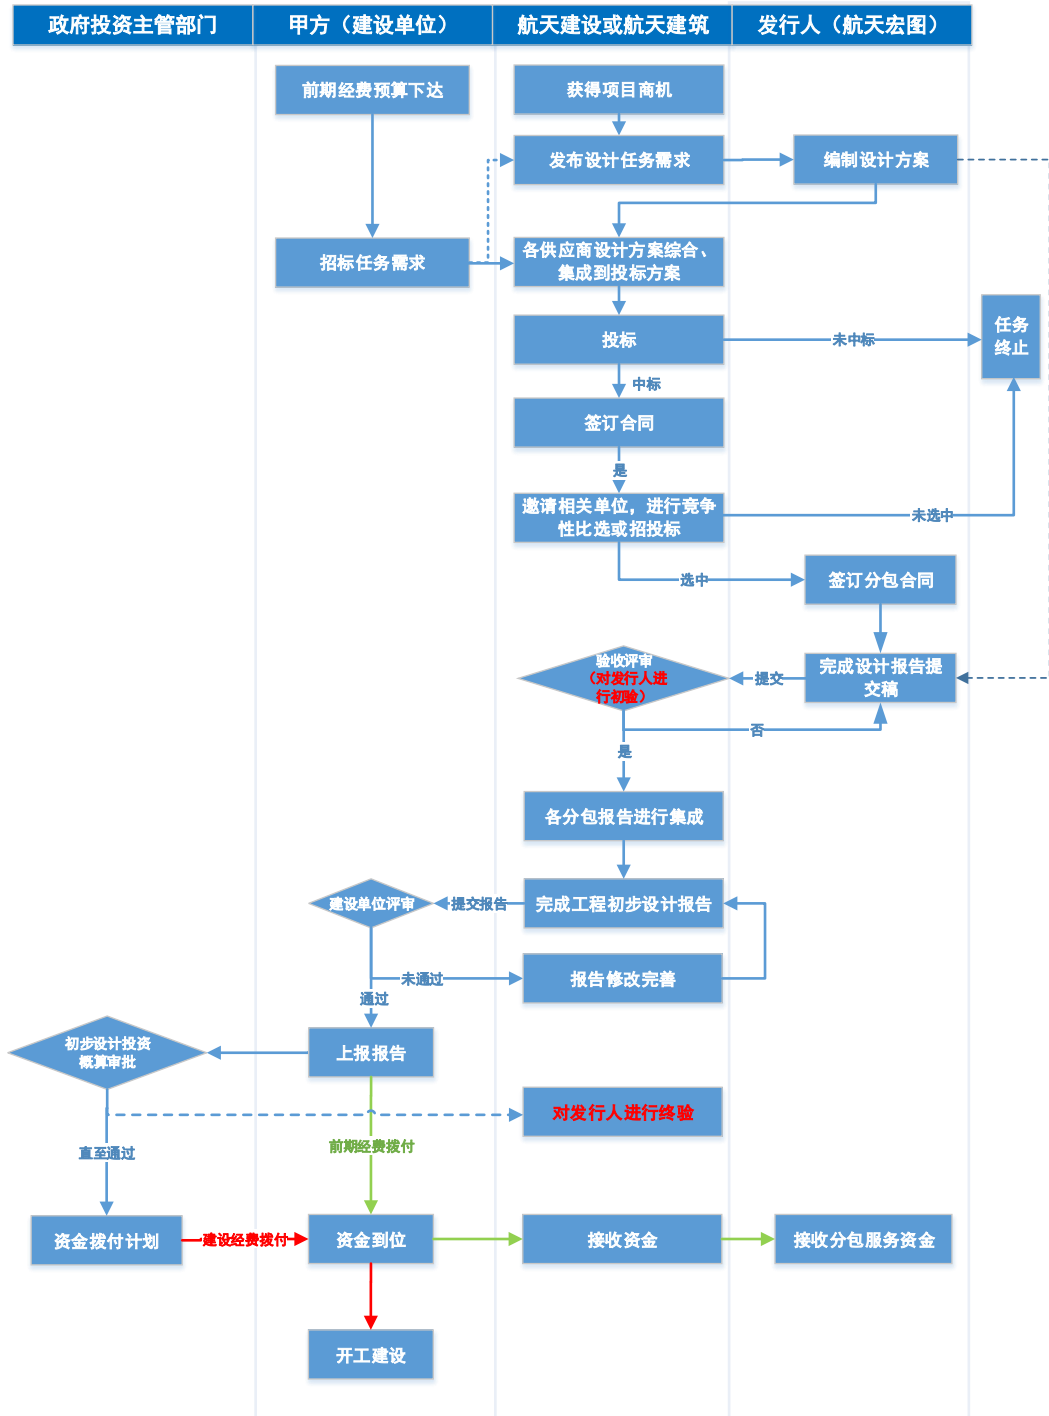 政府投资主管部门
甲方（建设单位）
航天建设或航天建筑
发行人（航天宏图）
前期经费预算下达
获得项目商机
发布设计任务需求
编制设计方案
招标任务需求
各供应商设计方案综合、
集成到投标方案
任务
终止
投标
未中标
中标
签订合同
是
邀请相关单位，进行竞争
性比选或招投标
未选中
选中
签订分包合同
验收评审
（对发行人进
行初验）
提交
完成设计报告提
交稿
否
是
各分包报告进行集成
建设单位评审
提交报告
完成工程初步设计报告
未通过
报告修改完善
通过
初步设计投资
概算审批
上报报告
对发行人进行终验
前期经费拨付
直至通过
资金拨付计划
建设经费拨付
资金到位
接收资金
接收分包服务资金
开工建设